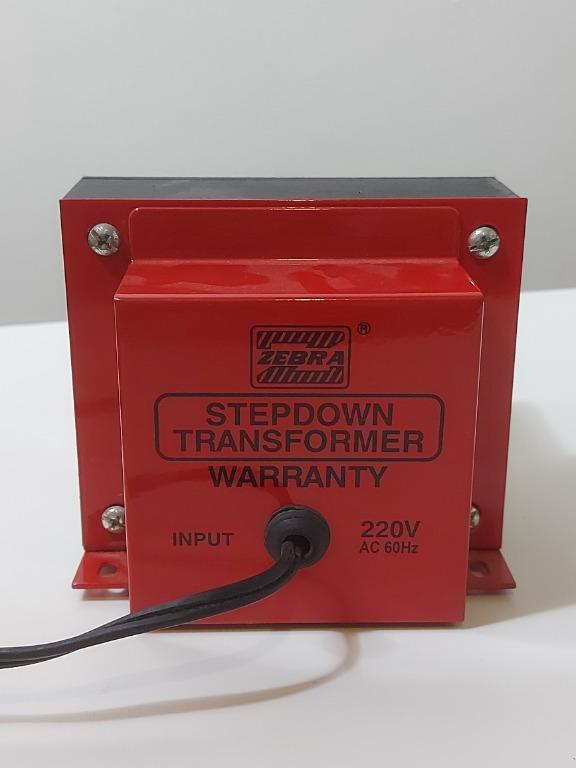 ZEBRA ®
STEPDOWN
TRANSFORMER
WARRANTY
INPUT
220V
AC 60Hz